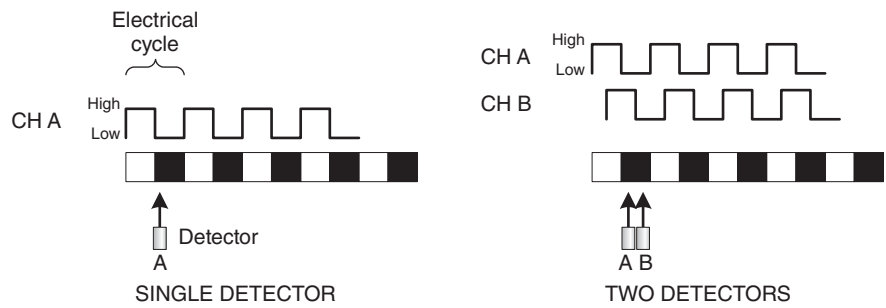 Electrical
cycle
CH A
High
Low
Detector
A
SINGLE DETECTOR
CH A
High
Low
CH B
A B
TWO DETECTORS